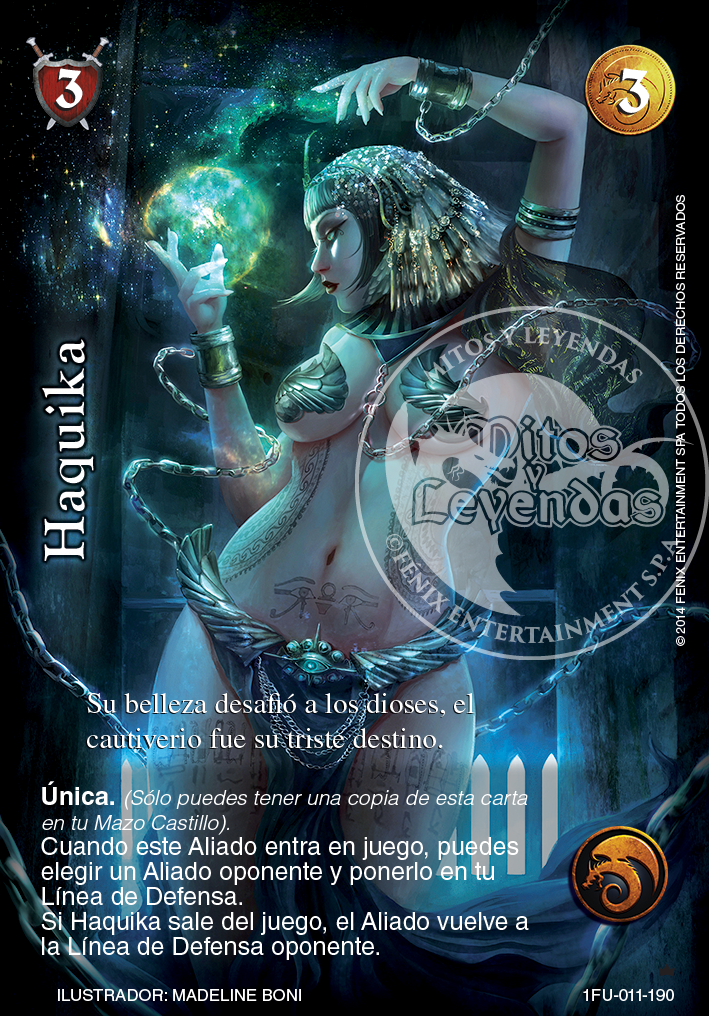 3
3
Haquika
MITOS Y LEYENDAS
Mitos
y
Leyendas
© FENIX ENTERTAINMENT S.P.A.
© 2014 FENIX ENTERTAINMENT SPA TODOS LOS DERECHOS RESERVADOS
Su belleza desafió a los dioses, el
cautiverio fue su triste destino.
Única. (Sólo puedes tener una copia de esta carta
en tu Mazo Castillo).
Cuando este Aliado entra en juego, puedes
elegir un Aliado oponente y ponerlo en tu
Línea de Defensa.
Si Haquika sale del juego, el Aliado vuelve a
la Línea de Defensa oponente.
ILUSTRADOR: MADELINE BONI
1FU-011-190